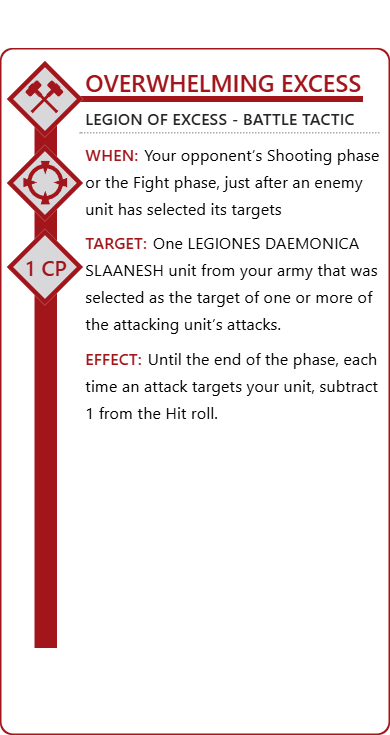 OVERWHELMING EXCESS
LEGION OF EXCESS - BATTLE TACTIC
WHEN: Your opponent's Shooting phase
or the Fight phase, just after an enemy
unit has selected its targets
1 CP
TARGET: One LEGIONES DAEMONICA
SLAANESH unit from your army that was
selected as the target of one or more of
the attacking unit's attacks.
EFFECT: Until the end of the phase, each
time an attack targets your unit, subtract
1 from the Hit roll.